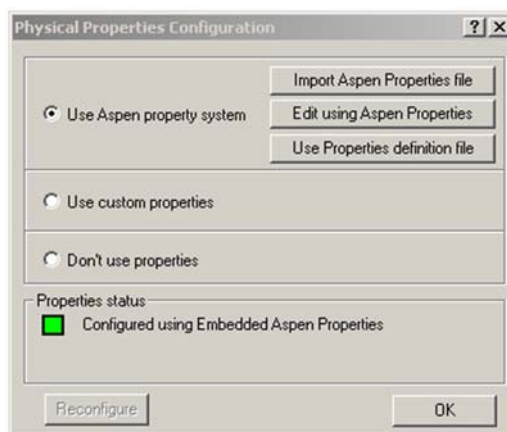 Physical Properties Configuration
Import Aspen Properties file
Use Aspen property system
Edit using Aspen Properties
Use Properties definition file
Use custom properties
Don't use properties
Properties status
Configured using Embedded Aspen Properties
Reconfigure
OK